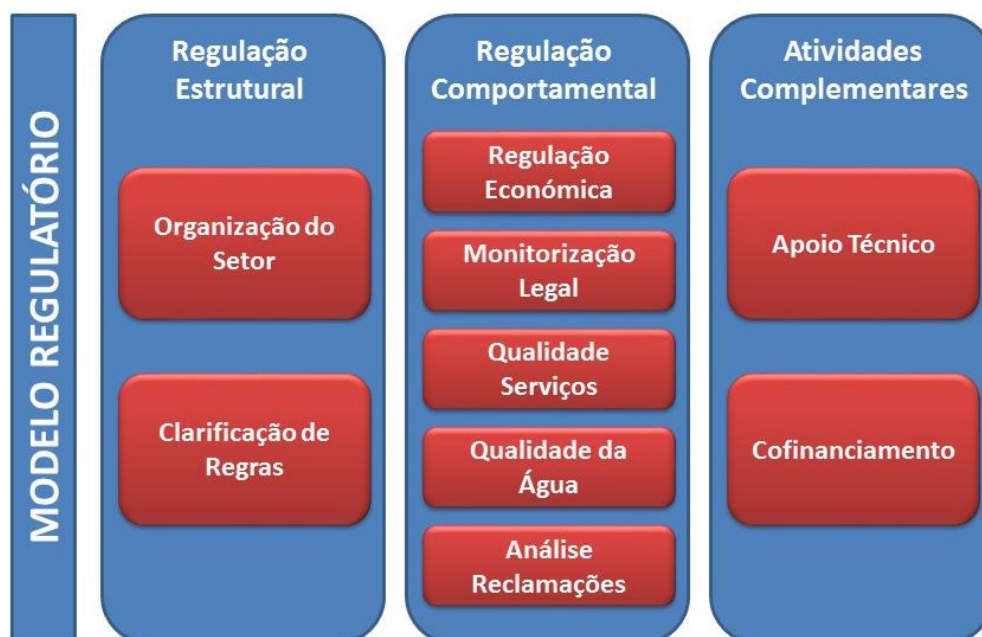 MODELO REGULATÓRIO
Regulação
Estrutural
Organização do
Setor
Clarificação de
Regras
Regulação
Comportamental
Regulação
Económica
Monitorização
Legal
Qualidade
Serviços
Qualidade da
Água
Análise
Reclamações
Atividades
Complementares
Apoio Técnico
Cofinanciamento